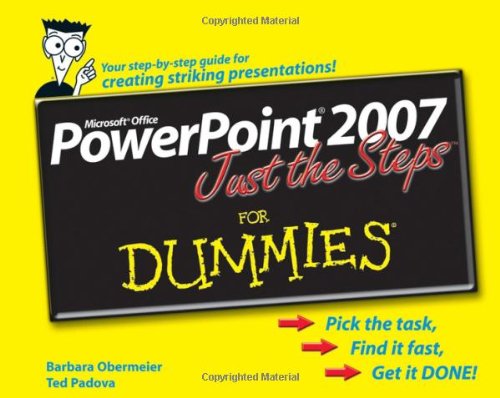 Copyrighted Material
Your step-by-step guide for
creating striking presentations!
Microsoft® Office
PowerPoint® 2007
Just the Steps™
FOR
DUMMIES®
Pick the task,
Find it fast,
Get it DONE!
Barbara Obermeier
Ted Padova
Copyrighted Material